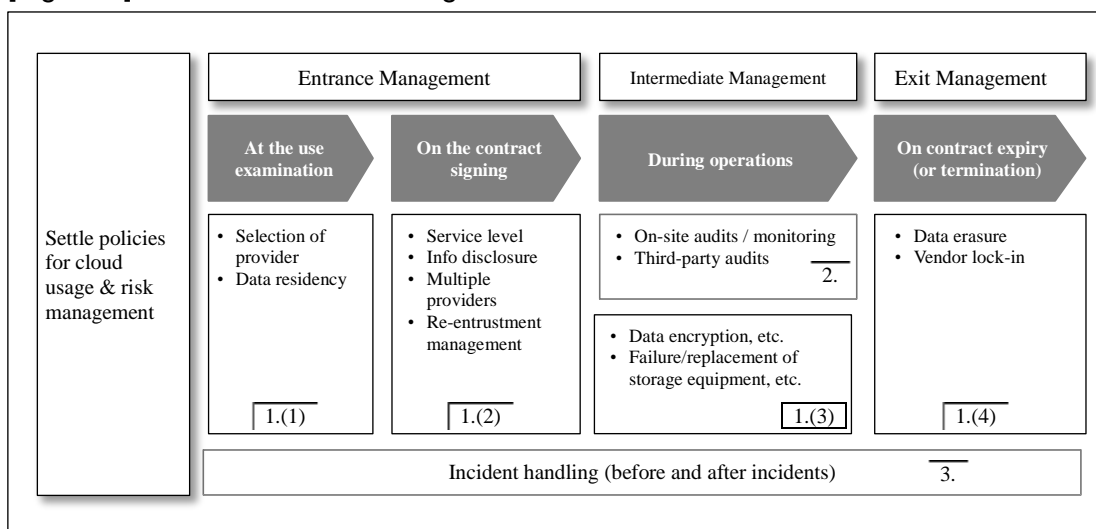 Entrance Management
Intermediate Management
Exit Management
At the use
examination
On the contract
signing
During operations
On contract expiry
(or termination)
Settle policies
for cloud
usage & risk
management
• Selection of
provider
• Data residency
1.(1)
• Service level
• Info disclosure
• Multiple
providers
• Re-entrustment
management
1.(2)
• On-site audits / monitoring
• Third-party audits
2.
• Data encryption, etc.
• Failure/replacement of
storage equipment, etc.
1.(3)
• Data erasure
• Vendor lock-in
1.(4)
Incident handling (before and after incidents)
3.